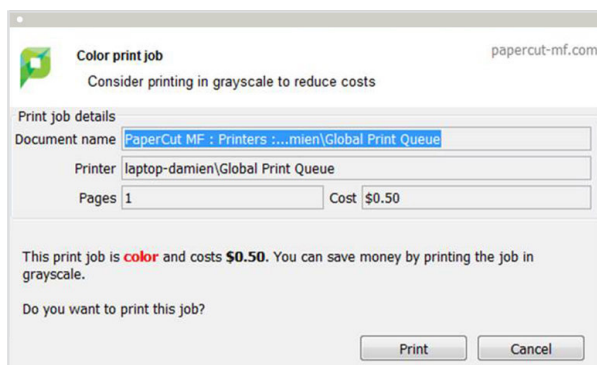 papercut-mf.com
Color print job
Consider printing in grayscale to reduce costs
Print job details
Document name PaperCut MF : Printers :...mien\Global Print Queue
Printer laptop-damien\Global Print Queue
Pages 1 Cost $0.50
This print job is color and costs $0.50. You can save money by printing the job in
grayscale.
Do you want to print this job?
Print Cancel